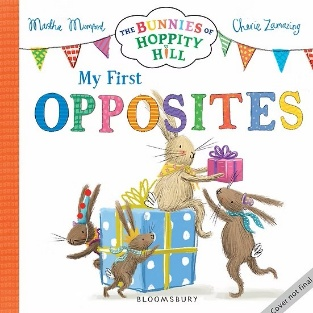 Martha Mumford
THE BUNNIES OF
HOPPITY
HILL
Cherie Zamazing
My First
OPPOSITES
BLOOMSBURY
Cover not final